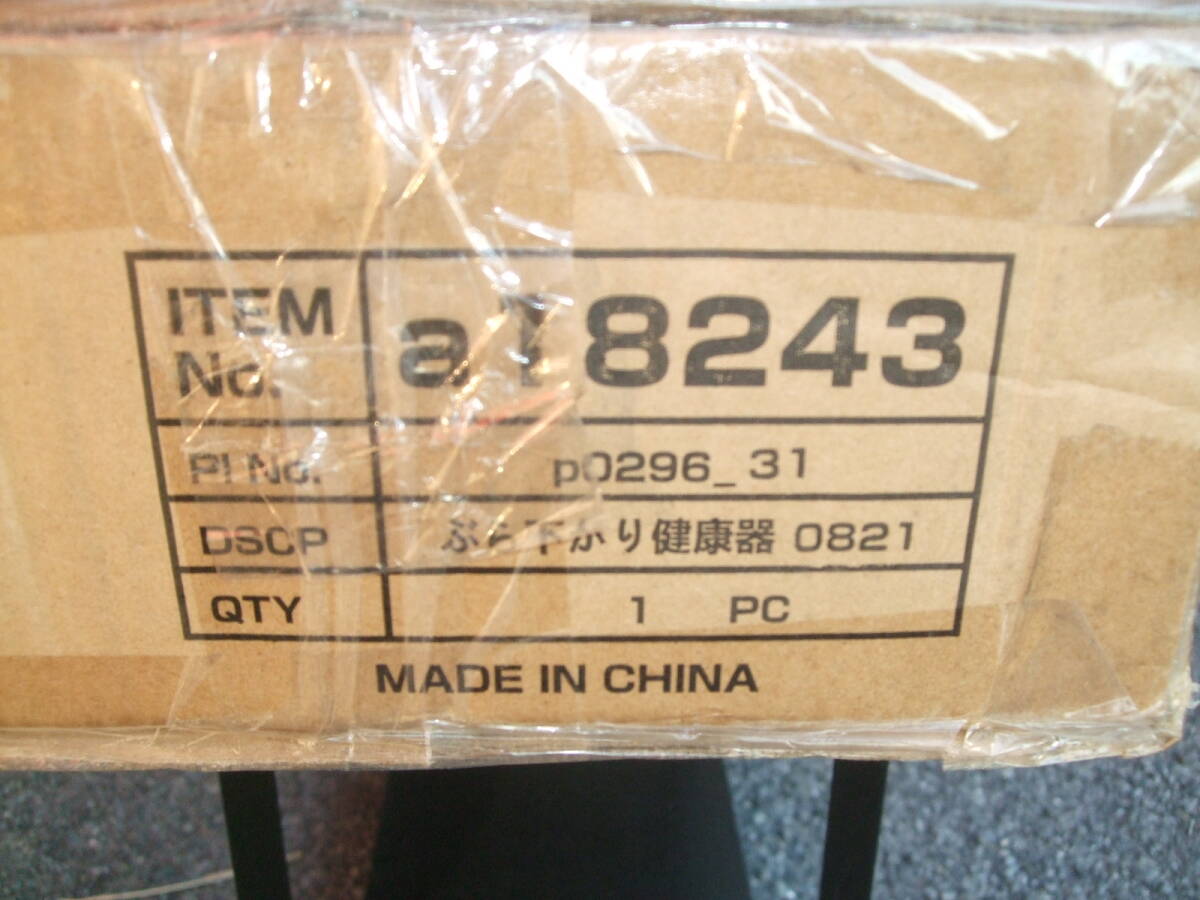 ITEM No. a18243
PI No. p0296_31
DSCP ぶら下がり健康器 0821
QTY 1 PC
MADE IN CHINA